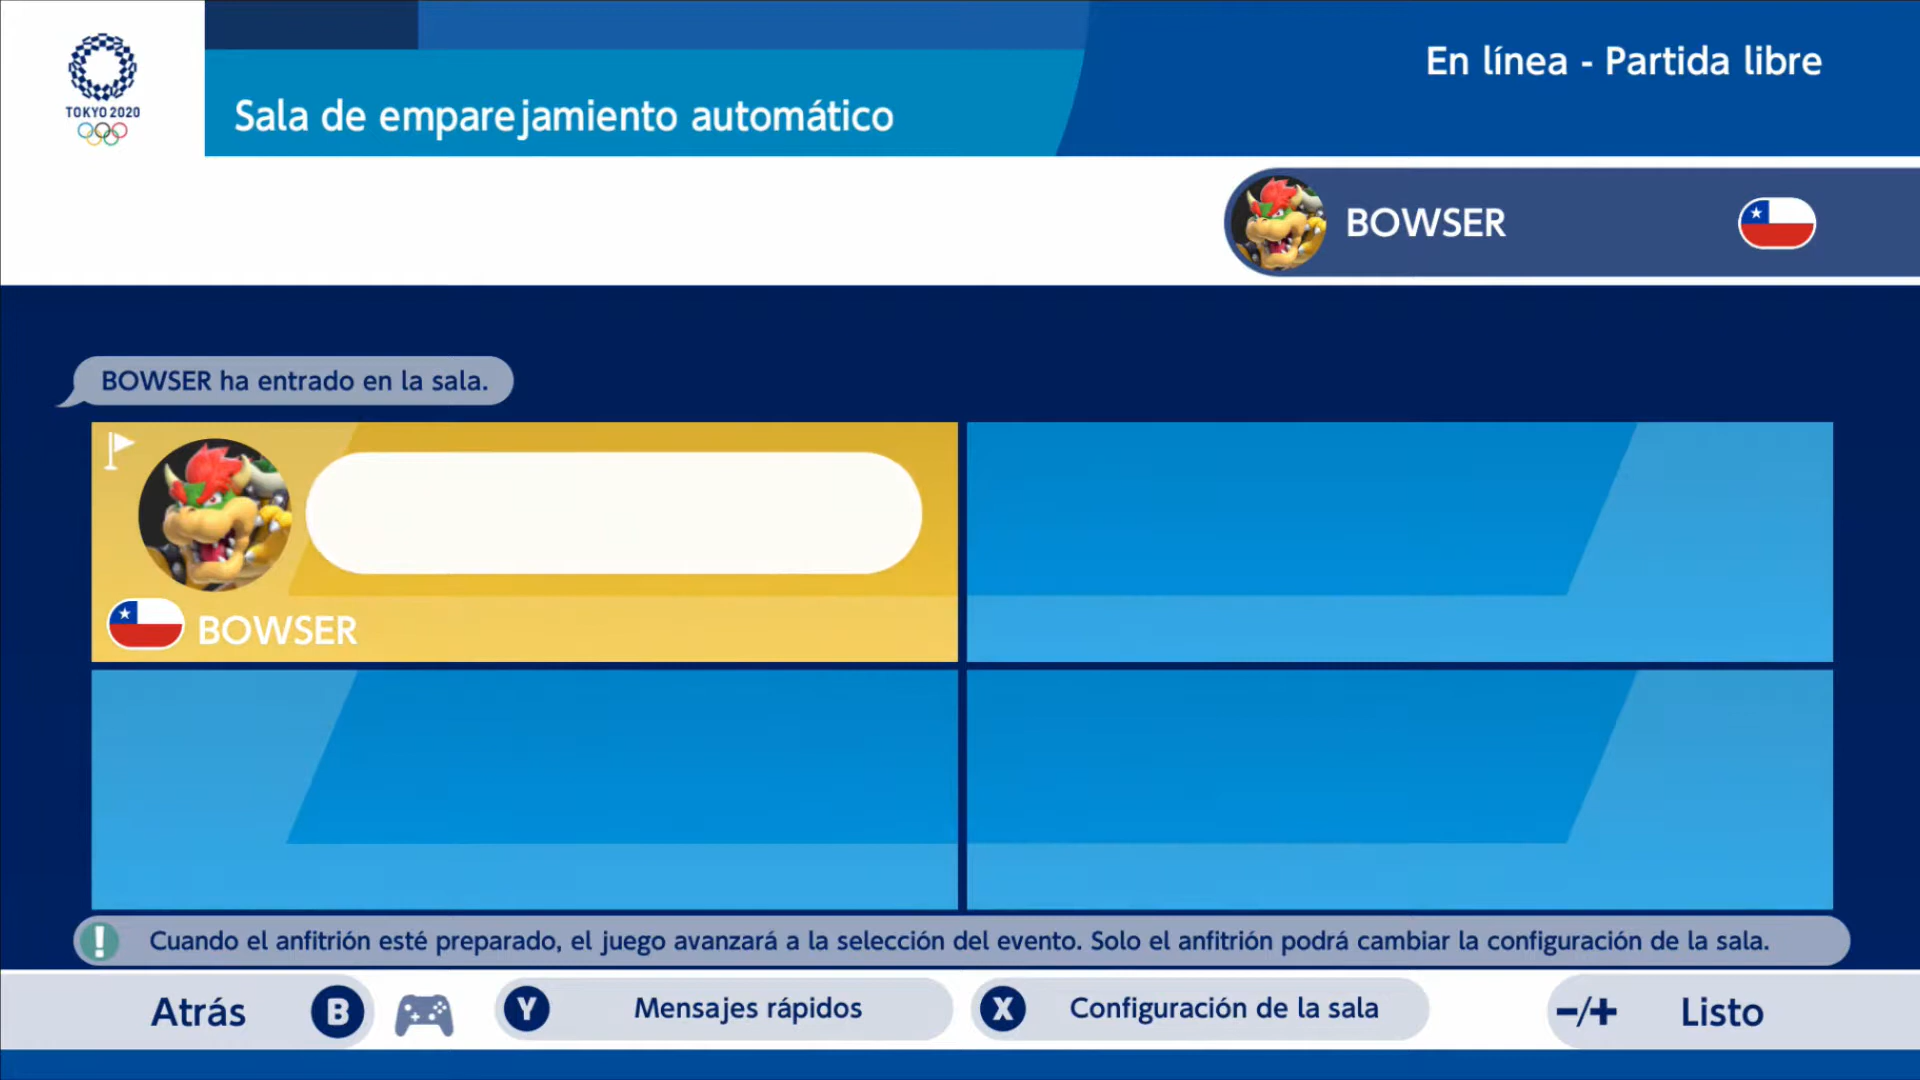 TOKYO 2020
Sala de emparejamiento automático
En línea - Partida libre
BOWSER
BOWSER ha entrado en la sala.
BOWSER
! Cuando el anfitrión esté preparado, el juego avanzará a la selección del evento. Solo el anfitrión podrá cambiar la configuración de la sala.
Atrás B Y Mensajes rápidos X Configuración de la sala -/+ Listo